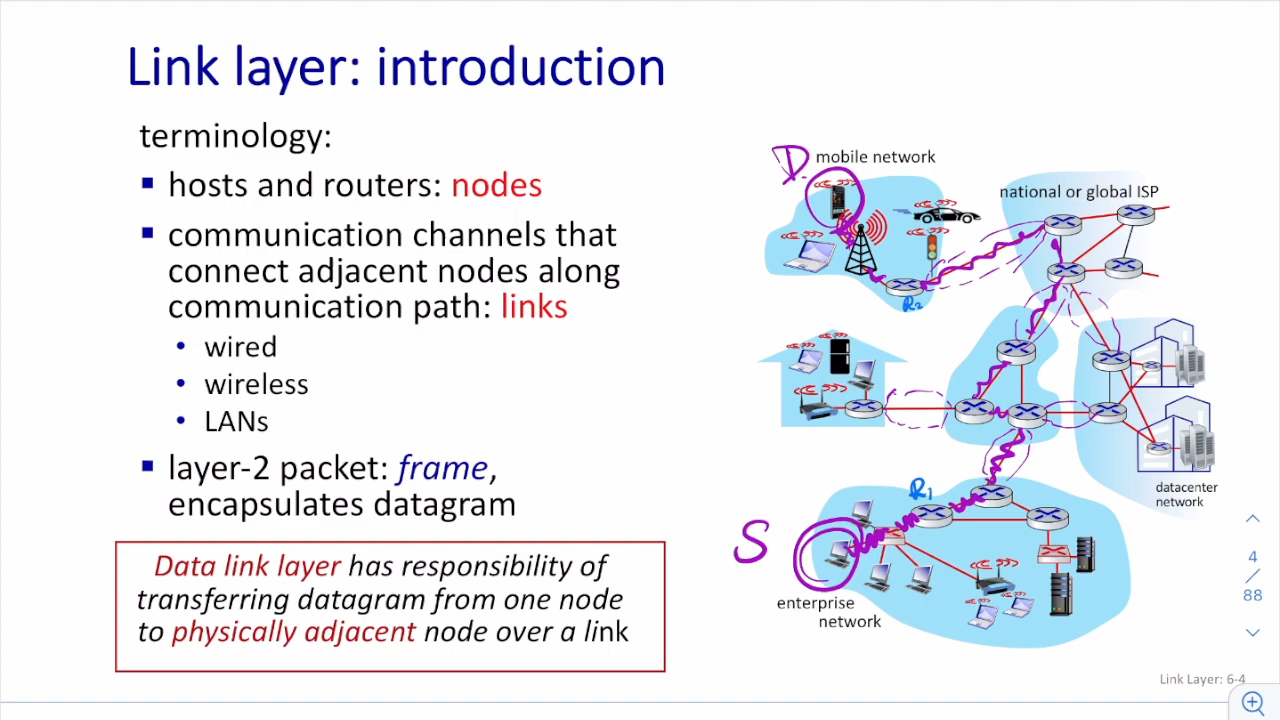 Link layer: introduction
terminology:
▪ hosts and routers: nodes
▪ communication channels that
connect adjacent nodes along
communication path: links
• wired
• wireless
• LANs
▪ layer-2 packet: frame,
encapsulates datagram
Data link layer has responsibility of
transferring datagram from one node
to physically adjacent node over a link
D
mobile network
national or global ISP
R2
datacenter
network
R1
S
enterprise
network
4
/
88
Link Layer: 6-4